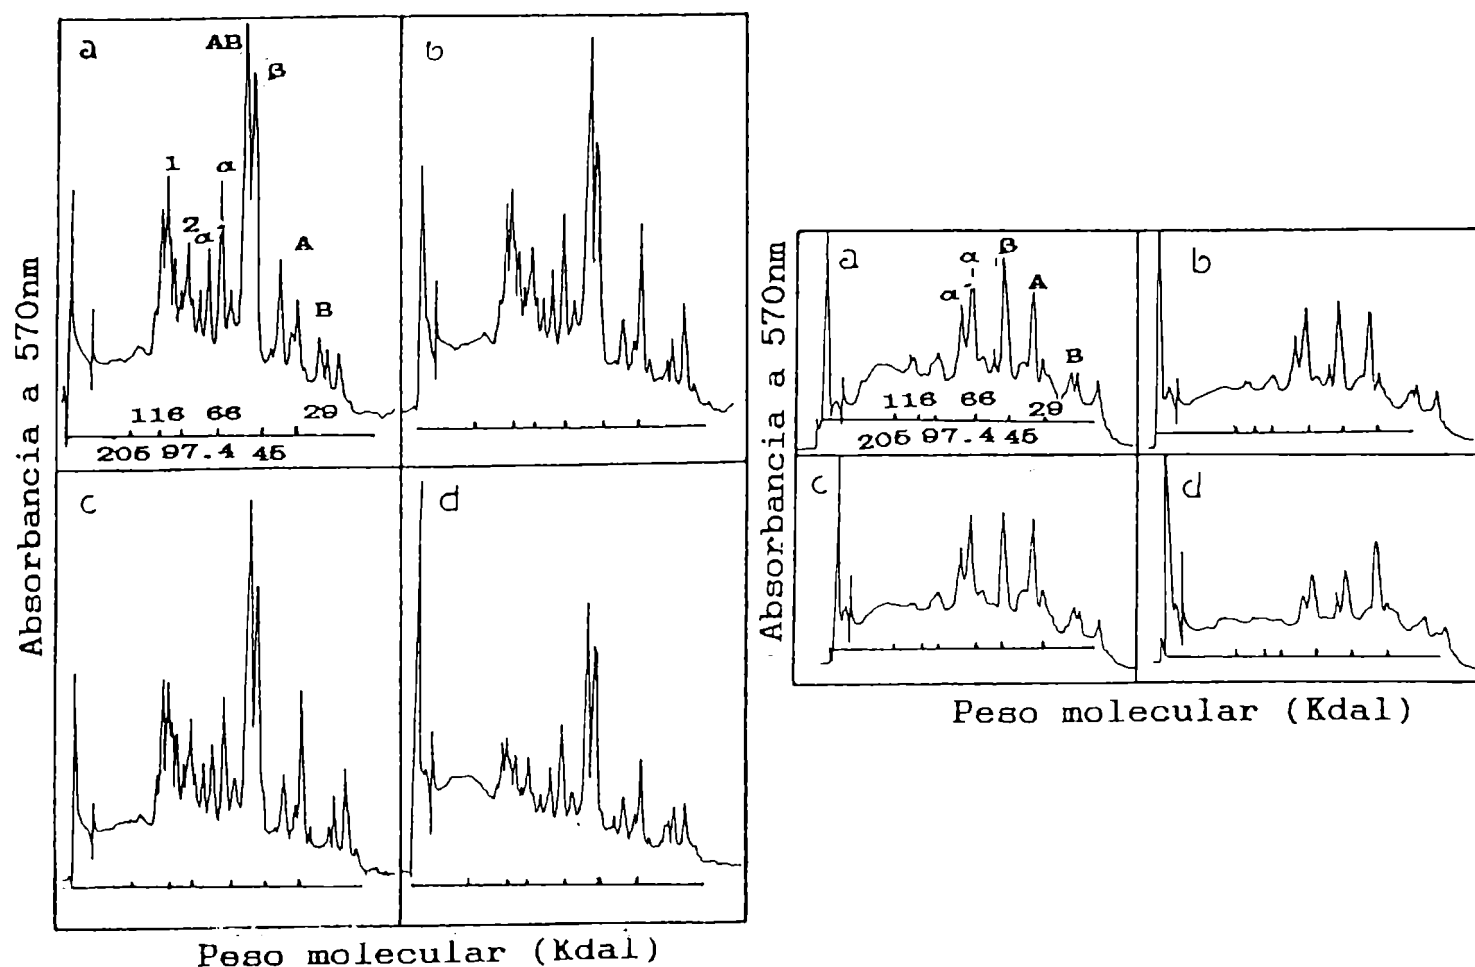 a
AB
β
1
α
2
α'
A
B
116 66 29
205 97.4 45
b
c
d
Absorbancia a 570nm
Peso molecular (Kdal)
a
α
β
α'
A
B
116 66 29
205 97.4 45
b
c
d
Absorbancia a 570nm
Peso molecular (Kdal)